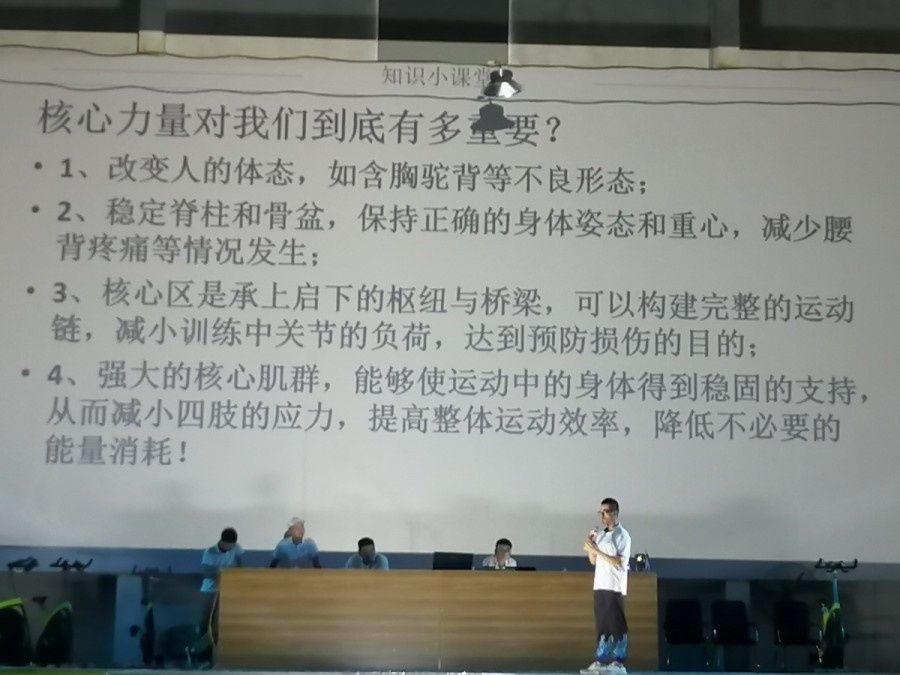 知识小课堂
核心力量对我们到底有多重要？
• 1、改变人的体态，如含胸驼背等不良形态；
• 2、稳定脊柱和骨盆，保持正确的身体姿态和重心，减少腰
背疼痛等情况发生；
• 3、核心区是承上启下的枢纽与桥梁，可以构建完整的运动
链，减小训练中关节的负荷，达到预防损伤的目的；
• 4、强大的核心肌群，能够使运动中的身体得到稳固的支持，
从而减小四肢的应力，提高整体运动效率，降低不必要的
能量消耗！